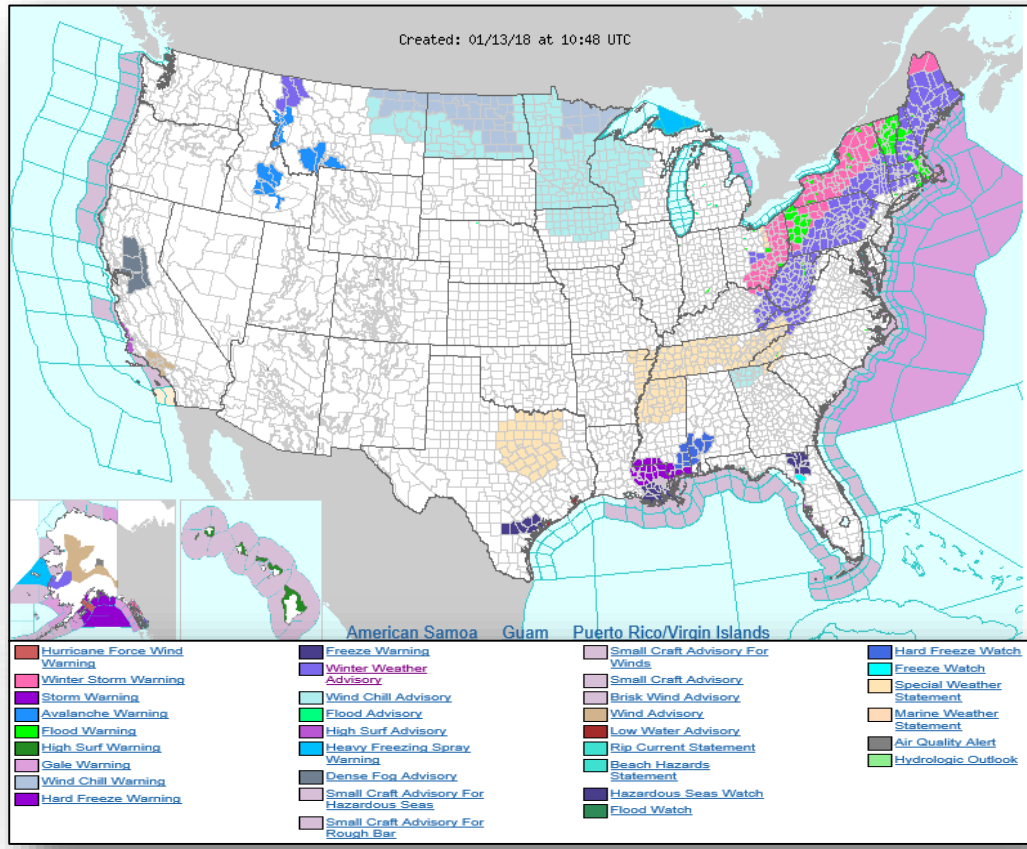 Created: 01/13/18 at 10:48 UTC
American Samoa Guam Puerto Rico/Virgin Islands
Hurricane Force Wind
Warning
Winter Storm Warning
Storm Warning
Avalanche Warning
Flood Warning
High Surf Warning
Gale Warning
Wind Chill Warning
Hard Freeze Warning
Freeze Warning
Winter Weather
Advisory
Wind Chill Advisory
Flood Advisory
High Surf Advisory
Heavy Freezing Spray
Warning
Dense Fog Advisory
Small Craft Advisory For
Hazardous Seas
Small Craft Advisory For
Rough Bar
Small Craft Advisory For
Winds
Small Craft Advisory
Brisk Wind Advisory
Wind Advisory
Low Water Advisory
Rip Current Statement
Beach Hazards
Statement
Hazardous Seas Watch
Flood Watch
Hard Freeze Watch
Freeze Watch
Special Weather
Statement
Marine Weather
Statement
Air Quality Alert
Hydrologic Outlook